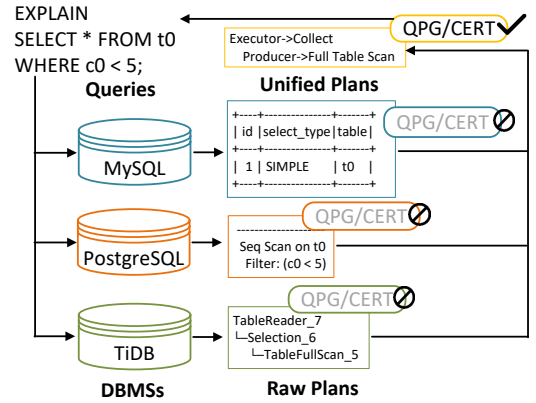 EXPLAIN
SELECT * FROM t0
WHERE c0 < 5;
Queries
Executor->Collect
Producer->Full Table Scan
QPG/CERT
Unified Plans
MySQL
+----+---------------+-------+
| id |select_type|table|
+----+---------------+-------+
| 1 | SIMPLE | t0 |
+----+---------------+-------+
QPG/CERT
PostgreSQL
--------------------
Seq Scan on t0
Filter: (c0 < 5)
QPG/CERT
TiDB
TableReader_7
└─Selection_6
└─TableFullScan_5
QPG/CERT
DBMSs
Raw Plans